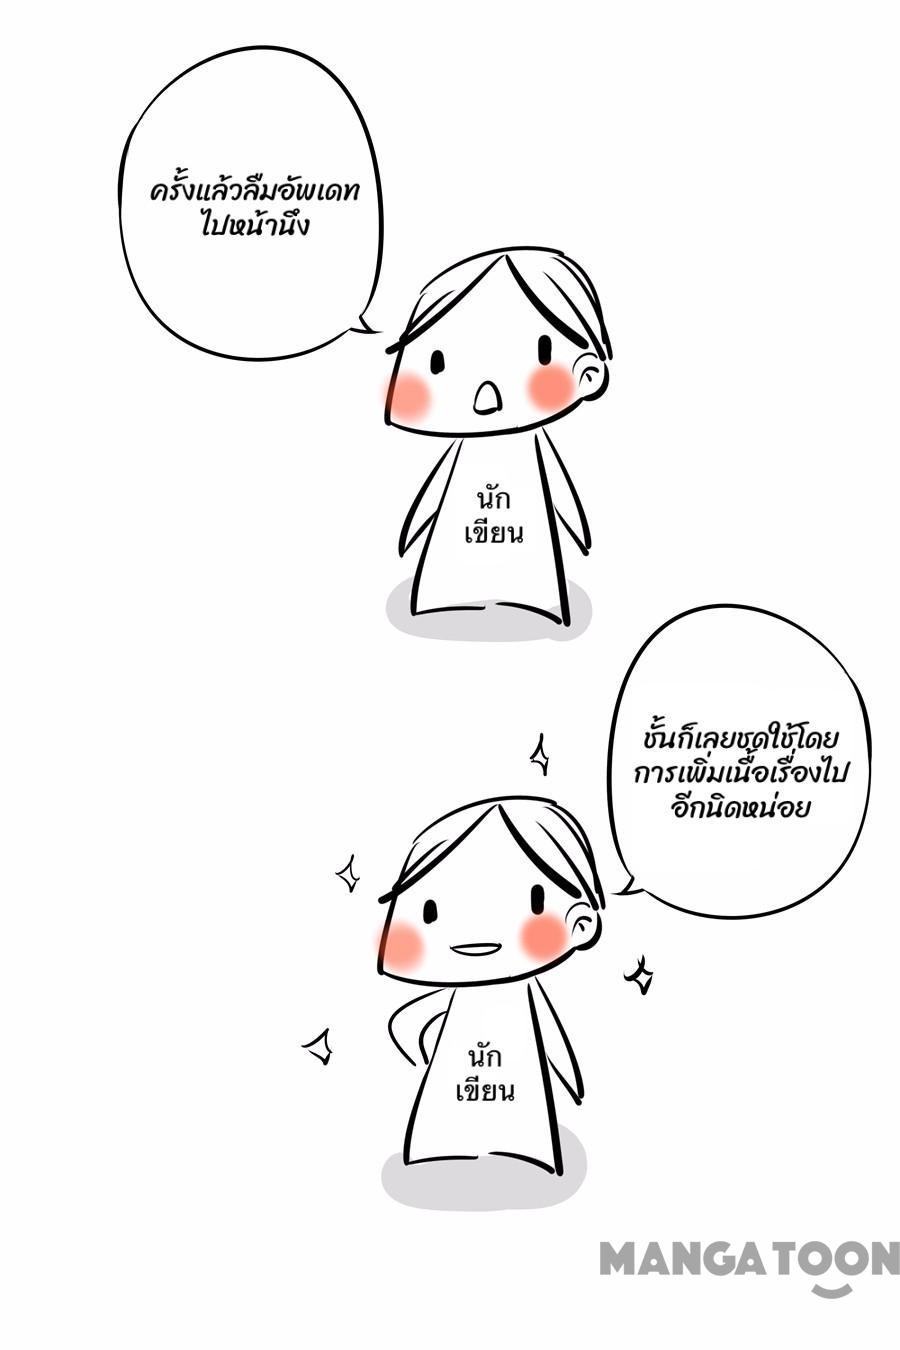 ครั้งแล้วลืมอัพเดท
ไปหน้านึง
นัก
เขียน
ชั้นก็เลยชดใช้โดย
การเพิ่มเนื้อเรื่องไป
อีกนิดหน่อย
นัก
เขียน
MANGATOON